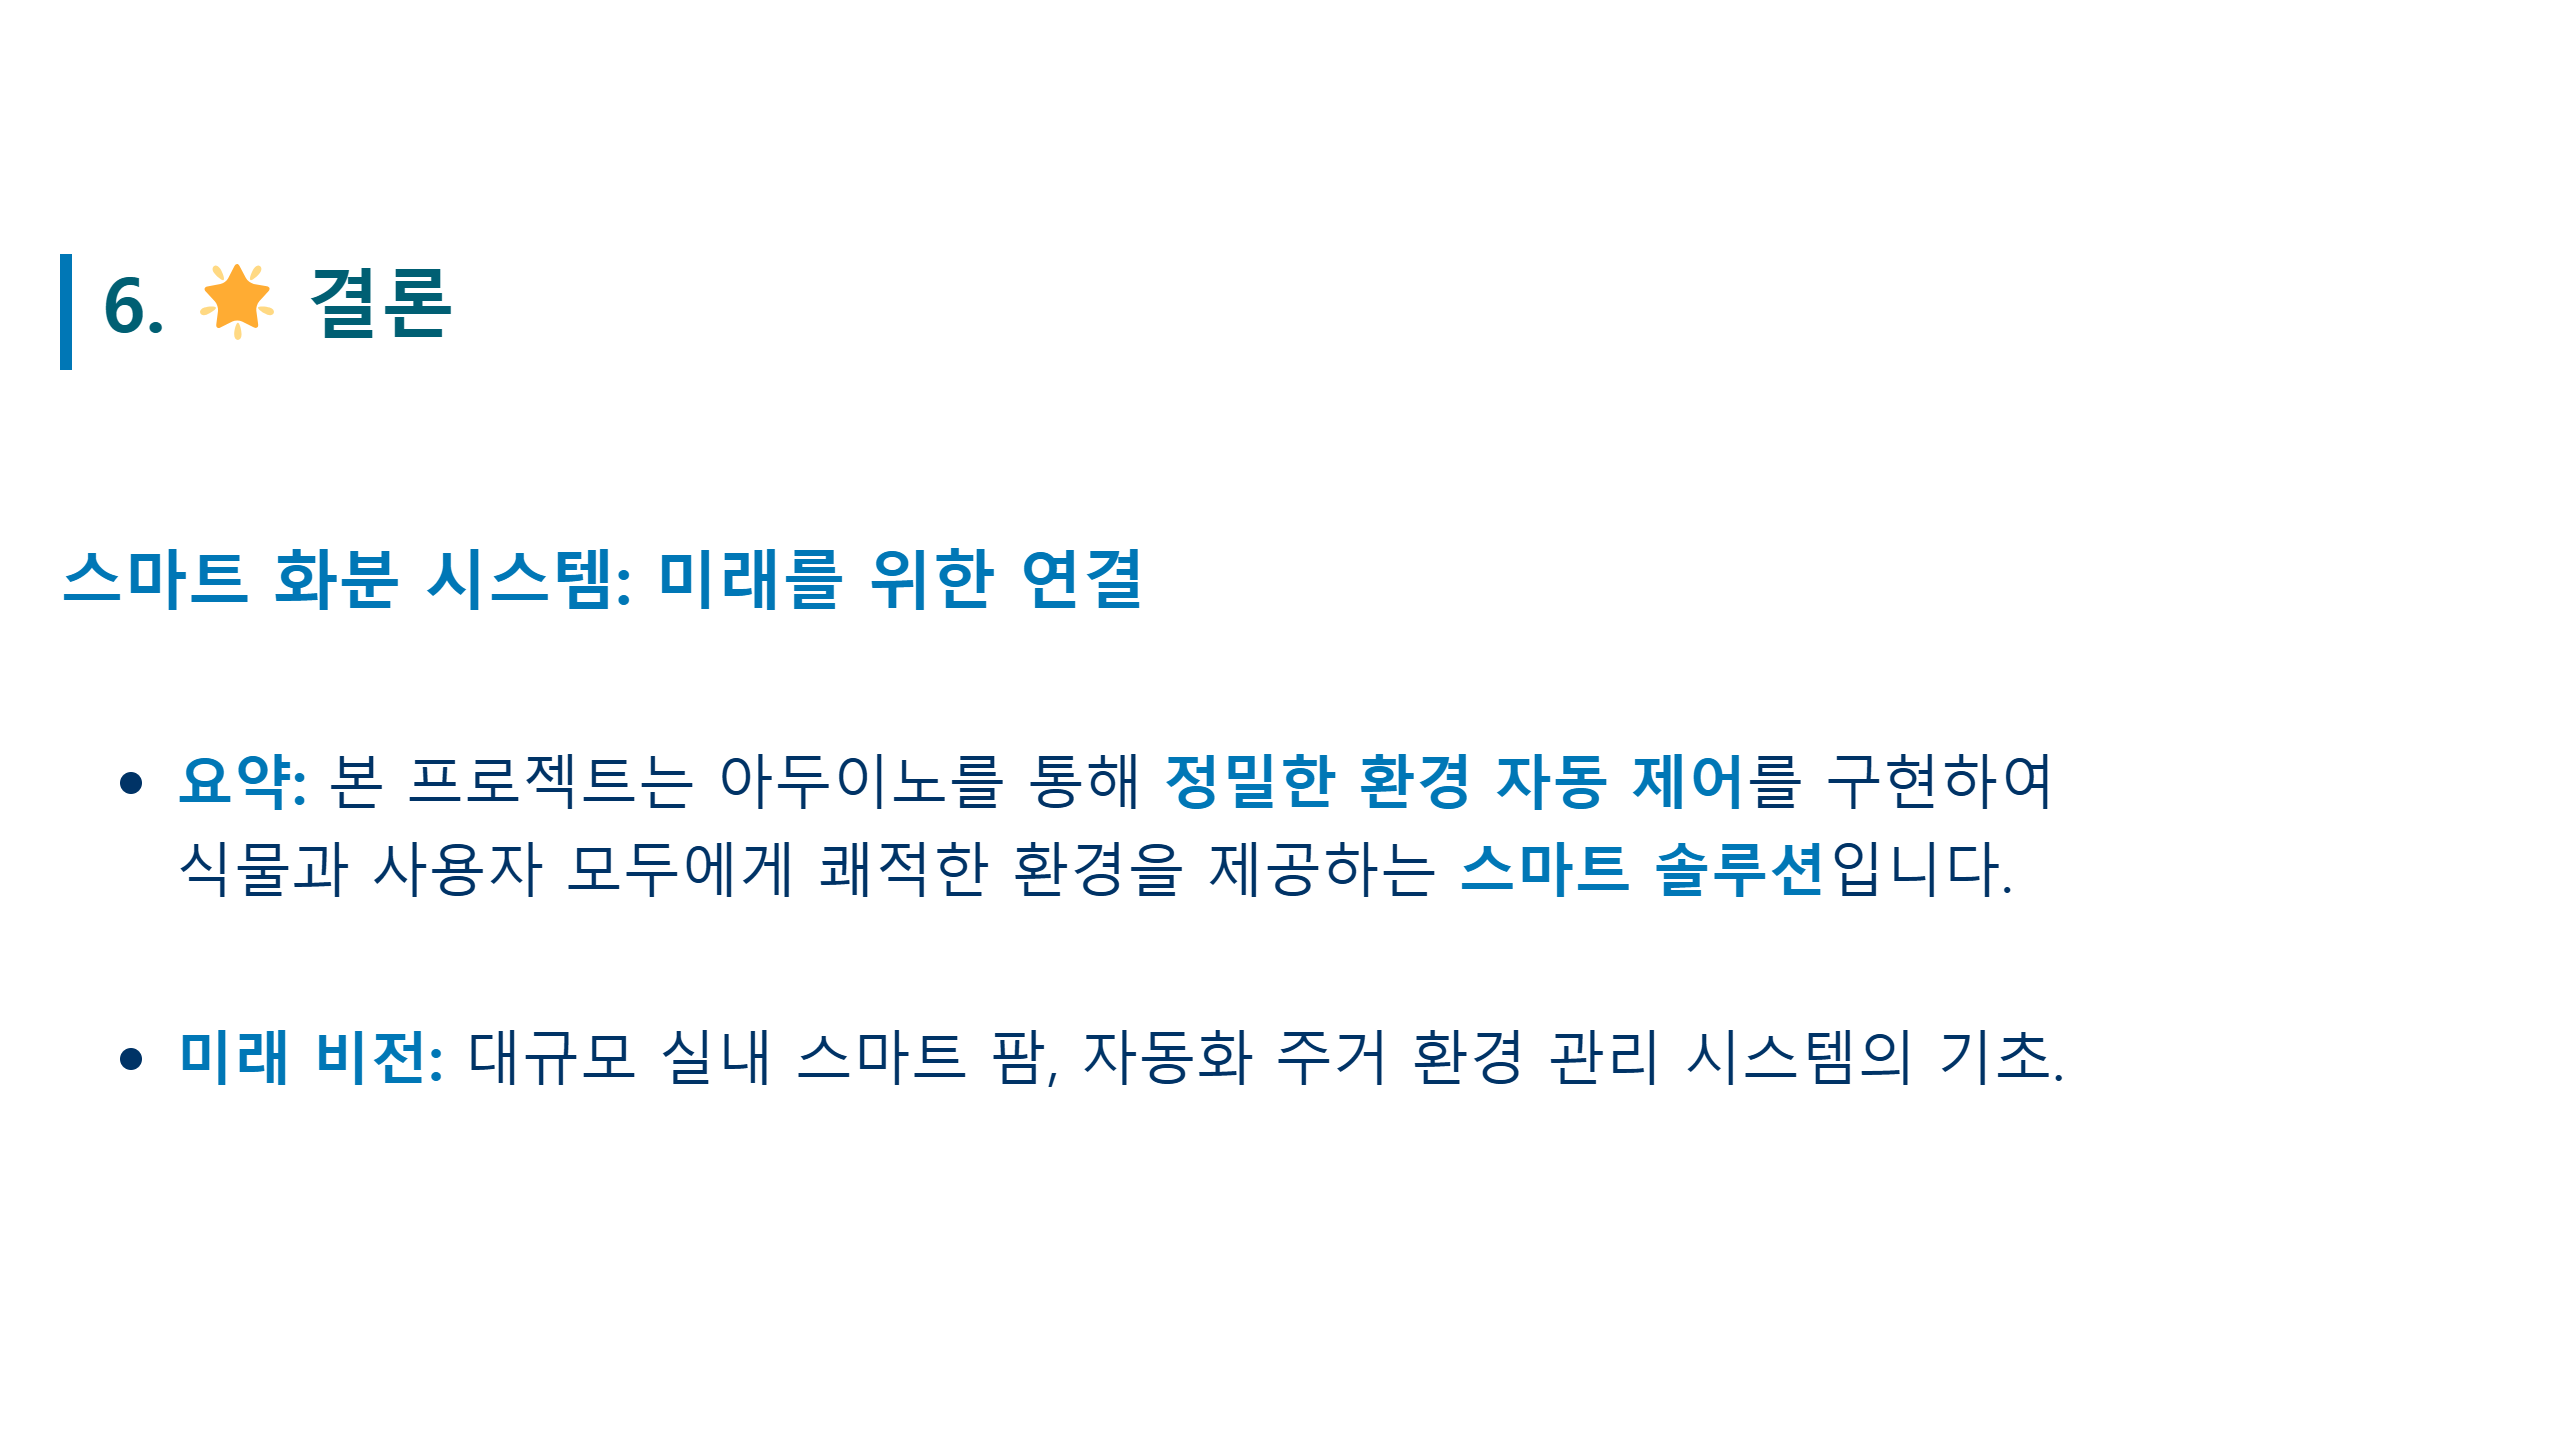 6. 🌟 결론
스마트 화분 시스템: 미래를 위한 연결
• 요약: 본 프로젝트는 아두이노를 통해 정밀한 환경 자동 제어를 구현하여
식물과 사용자 모두에게 쾌적한 환경을 제공하는 스마트 솔루션입니다.
• 미래 비전: 대규모 실내 스마트 팜, 자동화 주거 환경 관리 시스템의 기초.